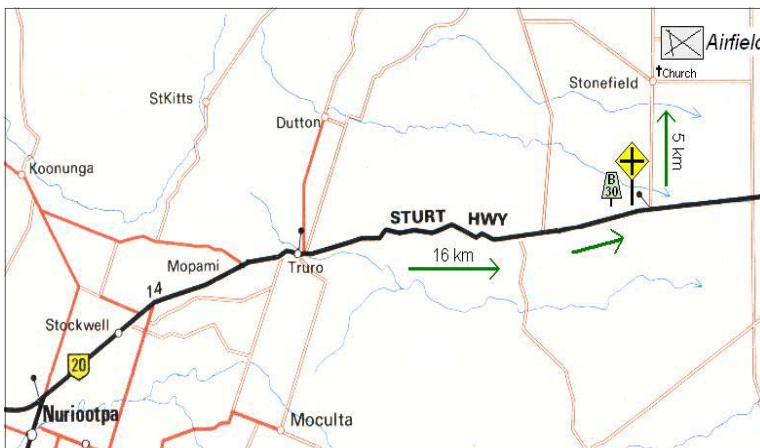 Airfield
†Church
Stonefield
StKitts
Dutton
5 km
Koonunga
B
30
STURT HWY
16 km
Mopami
Truro
14
Stockwell
20
Nuriootpa
Moculta